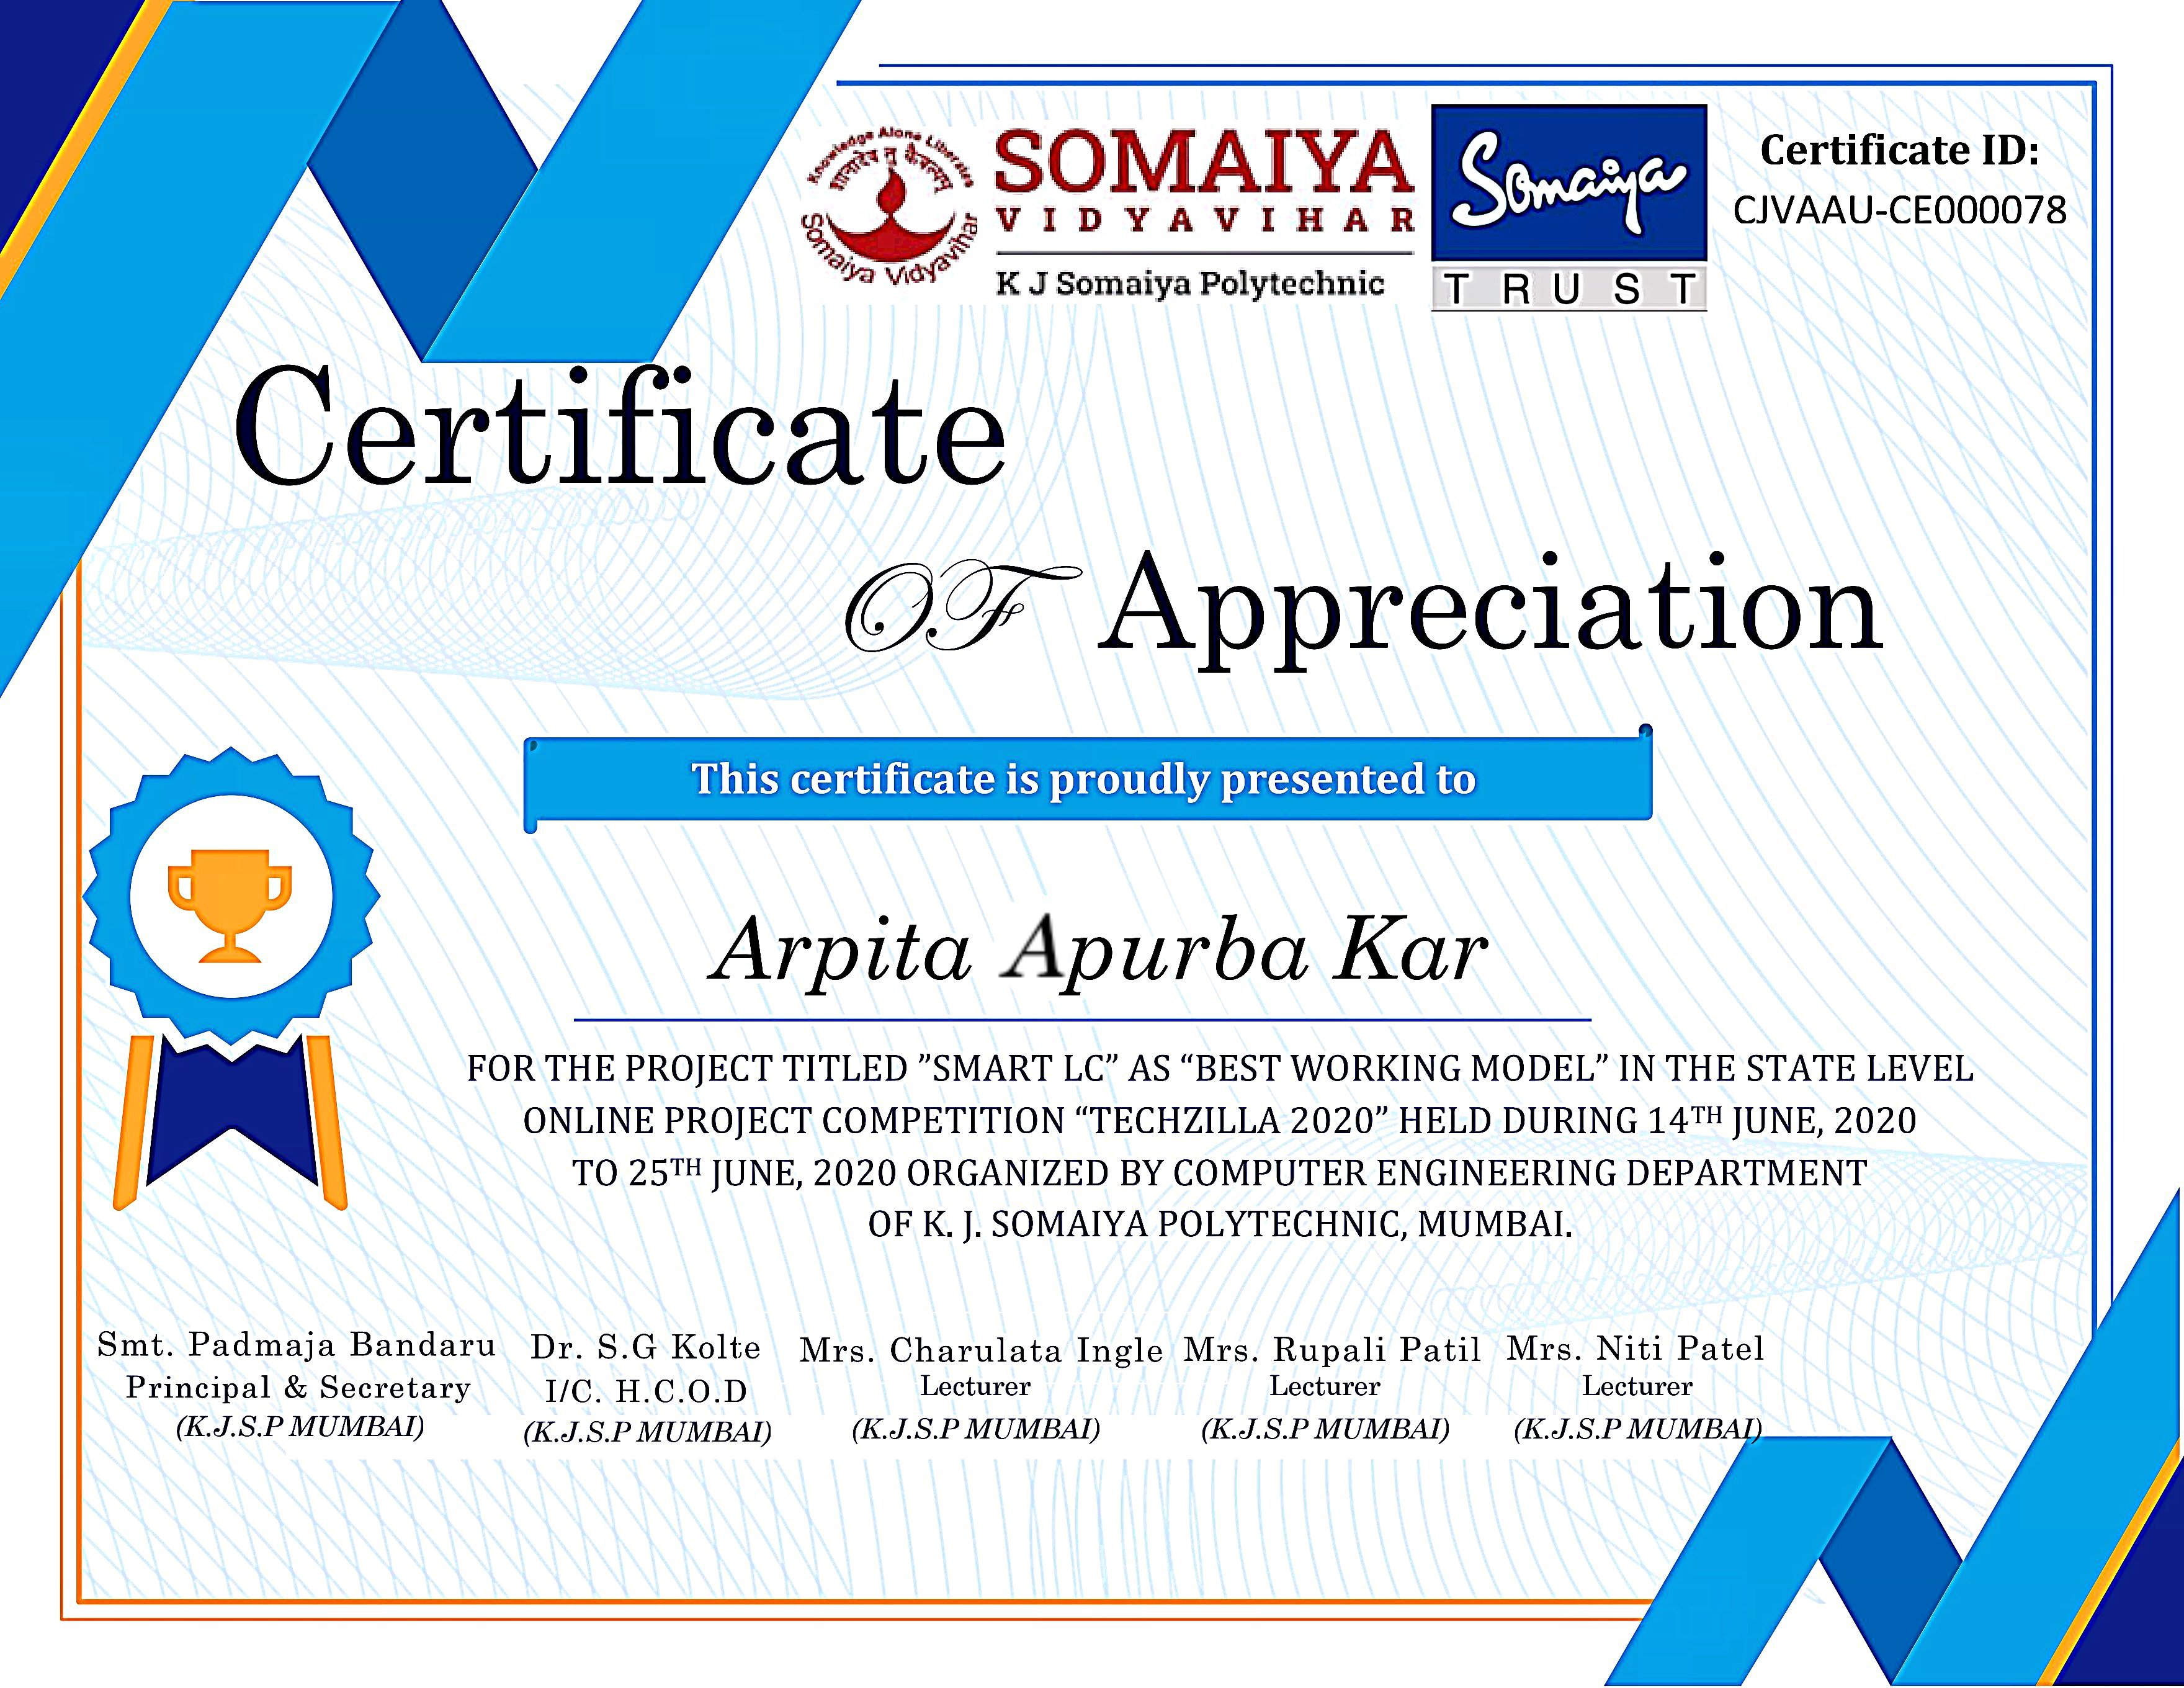 Knowledge Alone Liberates
ज्ञानादेव तु कैवल्यम्
Somaiya Vidyavihar
SOMAIYA
VIDYAVIHAR
K J Somaiya Polytechnic
Somaiya
TRUST
Certificate ID:
CJVAAU-CE000078
Certificate
OF Appreciation
This certificate is proudly presented to
Arpita Apurba Kar
FOR THE PROJECT TITLED ”SMART LC” AS “BEST WORKING MODEL” IN THE STATE LEVEL
ONLINE PROJECT COMPETITION “TECHZILLA 2020” HELD DURING 14TH JUNE, 2020
TO 25TH JUNE, 2020 ORGANIZED BY COMPUTER ENGINEERING DEPARTMENT
OF K. J. SOMAIYA POLYTECHNIC, MUMBAI.
Smt. Padmaja Bandaru
Principal & Secretary
(K.J.S.P MUMBAI)
Dr. S.G Kolte
I/C. H.C.O.D
(K.J.S.P MUMBAI)
Mrs. Charulata Ingle
Lecturer
(K.J.S.P MUMBAI)
Mrs. Rupali Patil
Lecturer
(K.J.S.P MUMBAI)
Mrs. Niti Patel
Lecturer
(K.J.S.P MUMBAI)